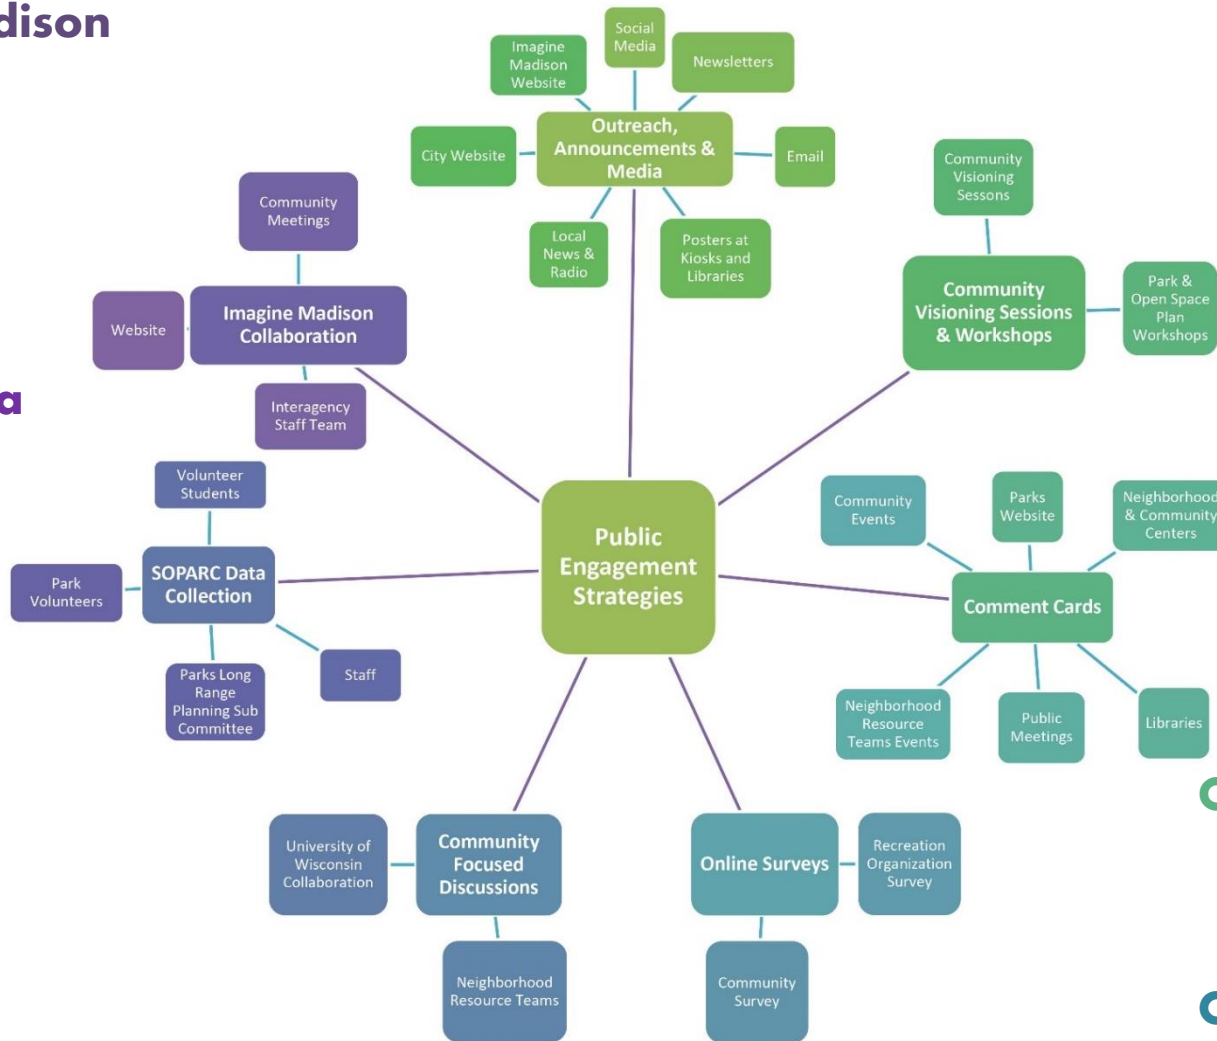 dison
Social
Media
Imagine
Madison
Website
Newsletters
Outreach,
Announcements &
Media
City Website
Email
Local
News &
Radio
Posters at
Kiosks and
Libraries
Community
Visioning
Sessons
Community
Visioning Sessions
& Workshops
Park &
Open Space
Plan
Workshops
Community
Meetings
Imagine Madison
Collaboration
Website
Interagency
Staff Team
a
Volunteer
Students
SOPARC Data
Collection
Park
Volunteers
Parks Long
Range
Planning Sub
Committee
Staff
Public
Engagement
Strategies
Community
Events
Parks
Website
Neighborhood
& Community
Centers
Comment Cards
Neighborhood
Resource
Teams Events
Public
Meetings
Libraries
University of
Wisconsin
Collaboration
Community
Focused
Discussions
Neighborhood
Resource Teams
Online Surveys
Recreation
Organization
Survey
Community
Survey